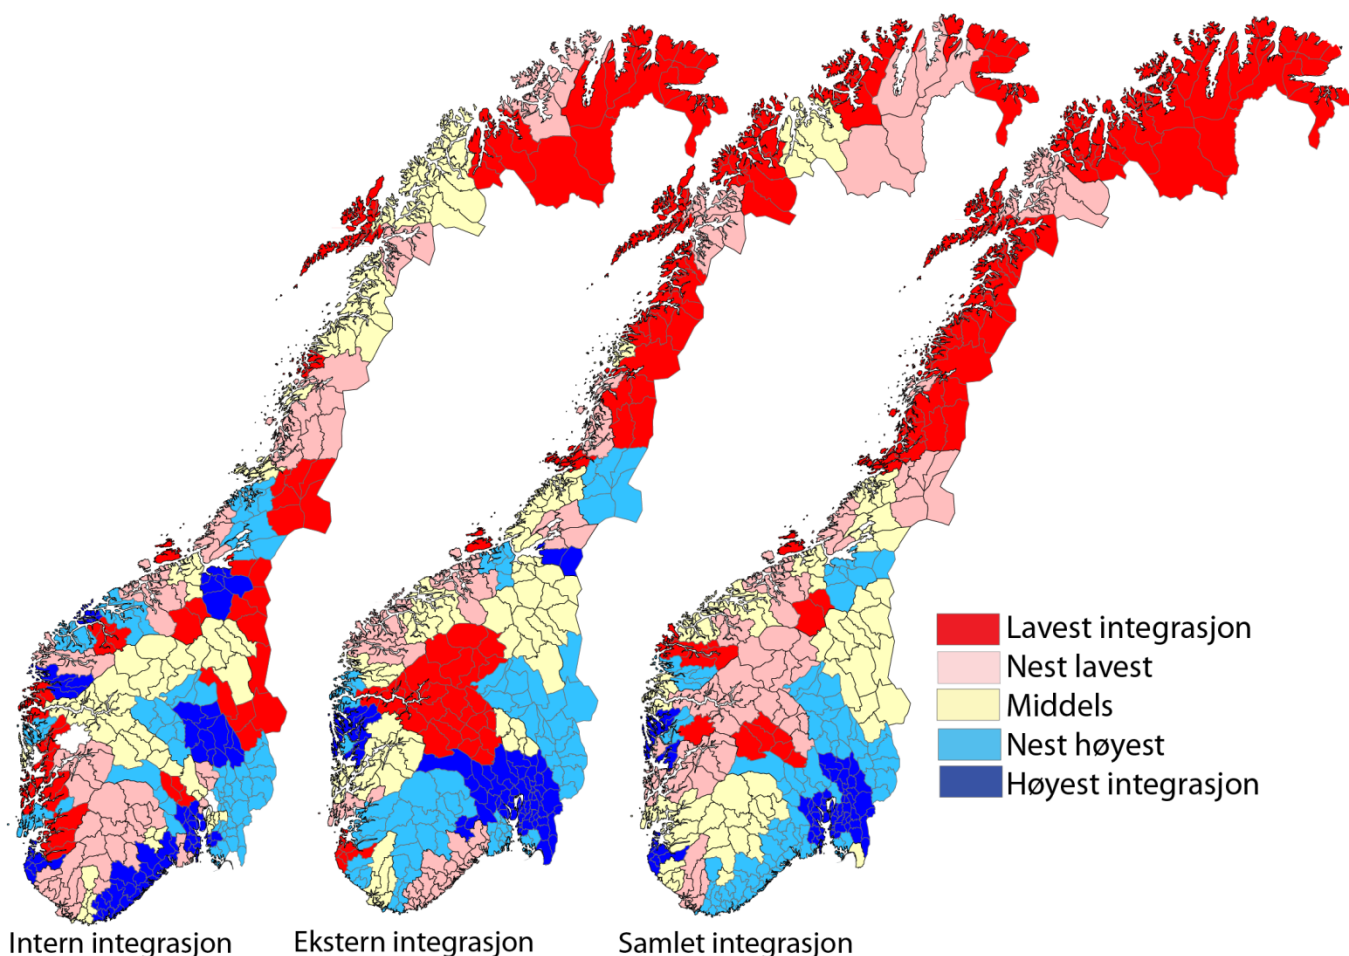 Lavest integrasjon
Nest lavest
Middels
Nest høyest
Høyest integrasjon
Intern integrasjon
Ekstern integrasjon
Samlet integrasjon